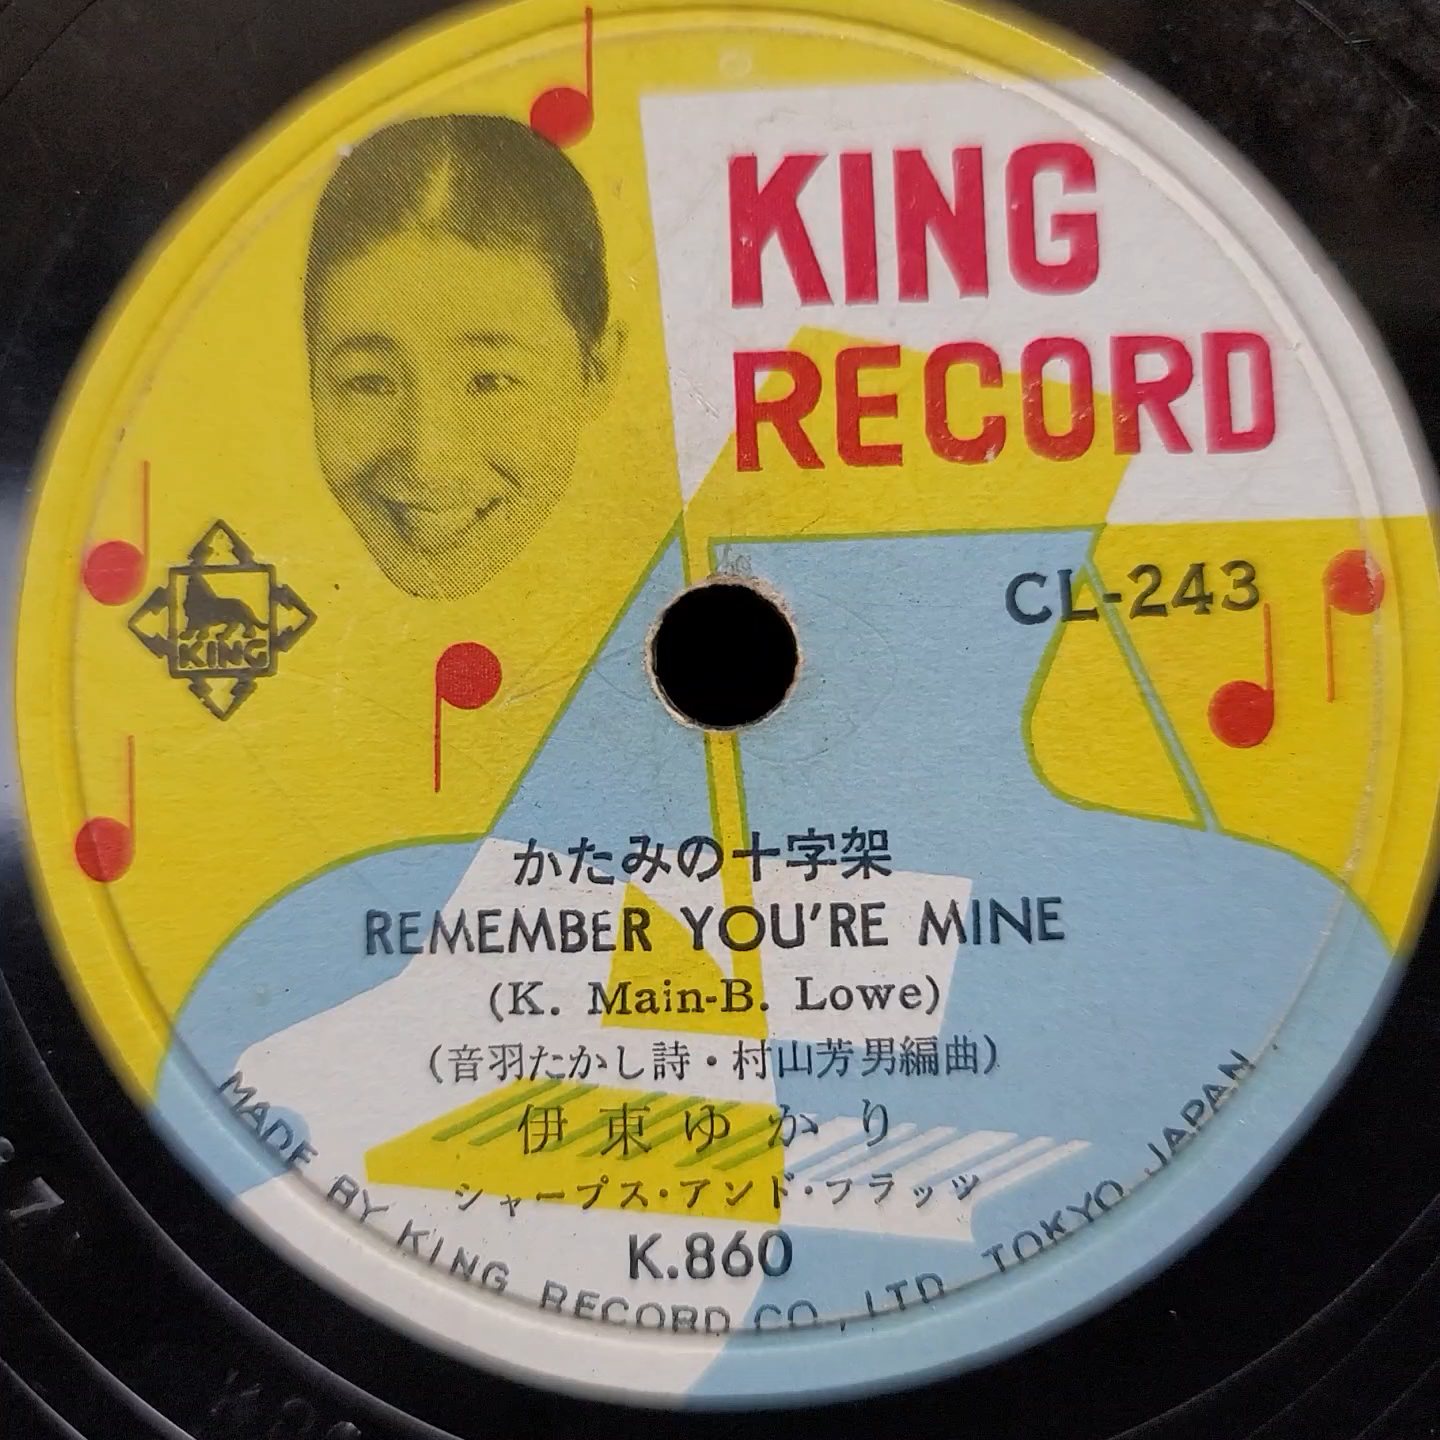 KING
RECORD
CL-243
KING
かたみの十字架
REMEMBER YOU'RE MINE
(K. Main-B. Lowe)
(音羽たかし詩・村山芳男編曲)
伊東ゆかり
シャープス・アンド・フラッツ
K.860
MADE BY KING RECORD CO., LTD. TOKYO JAPAN.